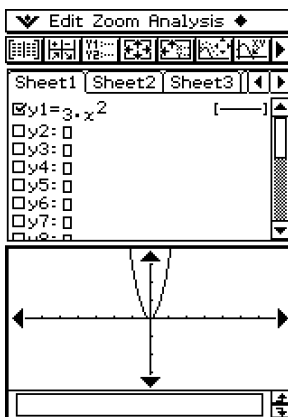 Edit Zoom Analysis
Sheet1 Sheet2 Sheet3
y1=3·x²
y2:
y3:
y4:
y5:
y6:
y7: